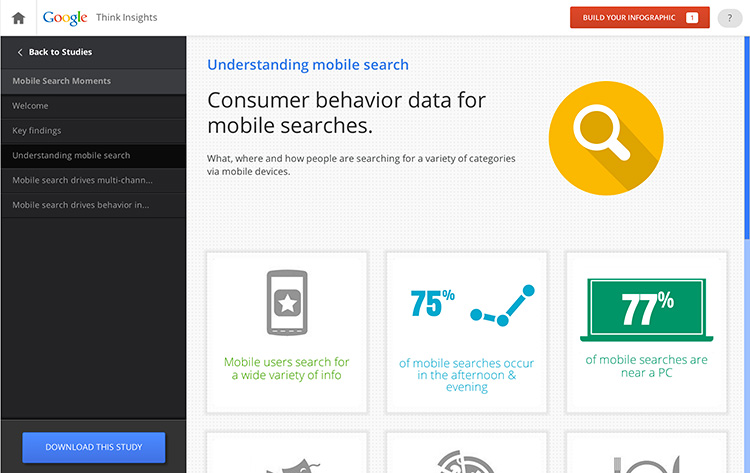 Google Think Insights
BUILD YOUR INFOGRAPHIC 1
?
Back to Studies
Mobile Search Moments
Welcome
Key findings
Understanding mobile search
Mobile search drives multi-chann...
Mobile search drives behavior in...
DOWNLOAD THIS STUDY
Understanding mobile search
Consumer behavior data for
mobile searches.
What, where and how people are searching for a variety of categories
via mobile devices.
Mobile users search for
a wide variety of info
75%
of mobile searches occur
in the afternoon &
evening
77%
of mobile searches are
near a PC